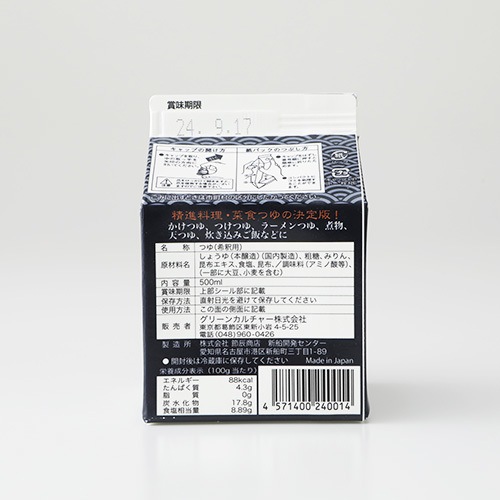 賞味期限
24. 9.17
キャップの開け方
紙パックのつぶし方
精進料理・菜食つゆの決定版！
かけつゆ、つけつゆ、ラーメンつゆ、煮物、
天つゆ、炊き込みご飯などに
名 称 つゆ(希釈用)
原材料名 しょうゆ(本醸造)(国内製造)、粗糖、みりん、
昆布エキス、食塩、昆布、/調味料(アミノ酸等)、
(一部に大豆、小麦を含む)
内 容 量 500ml
賞味期限 上部シール部に記載
保存方法 直射日光を避けて保存してください
使用方法 この面の側面に記載
販 売 者 グリーンカルチャー株式会社
東京都葛飾区東新小岩 4-5-25
電話 (048) 960-0426
製 造 所 株式会社 節辰商店 新船開発センター
愛知県名古屋市港区新船町三丁目1-89
●開封後は冷蔵庫に保存してください Made in Japan
栄養成分表示 (100g 当たり)
エネルギー 88kcal
たんぱく質 4.3g
脂 質 0g
炭 水 化 物 17.8g
食塩相当量 8.89g
4 571400 240014